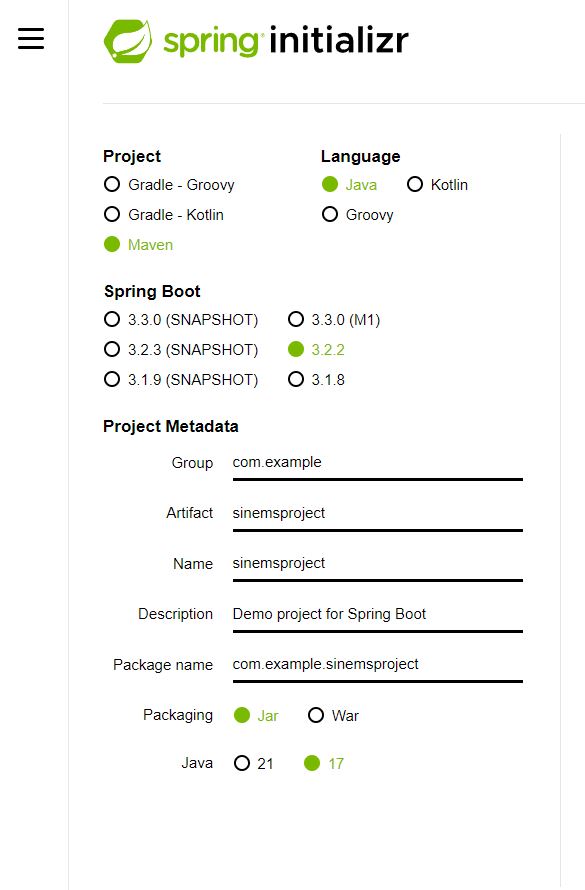 spring initializr
Project
Gradle - Groovy
Gradle - Kotlin
Maven
Language
Java Kotlin
Groovy
Spring Boot
3.3.0 (SNAPSHOT) 3.3.0 (M1)
3.2.3 (SNAPSHOT) 3.2.2
3.1.9 (SNAPSHOT) 3.1.8
Project Metadata
Group com.example
Artifact sinemsproject
Name sinemsproject
Description Demo project for Spring Boot
Package name com.example.sinemsproject
Packaging Jar War
Java 21 17